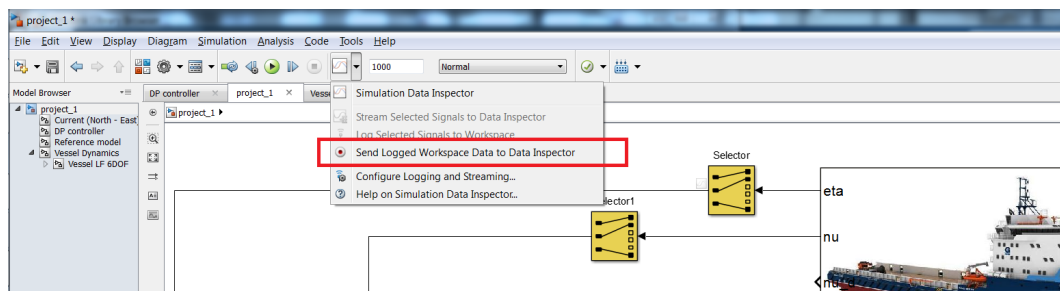 project_1 *
File Edit View Display Diagram Simulation Analysis Code Tools Help
1000 Normal
Model Browser
DP controller project_1
project_1
project_1
Current (North - East
DP controller
Reference model
Vessel Dynamics
Vessel LF 6DOF
Simulation Data Inspector
Stream Selected Signals to Data Inspector
Log Selected Signals to Workspace
Send Logged Workspace Data to Data Inspector
Configure Logging and Streaming...
Help on Simulation Data Inspector...
Selector
eta
nu